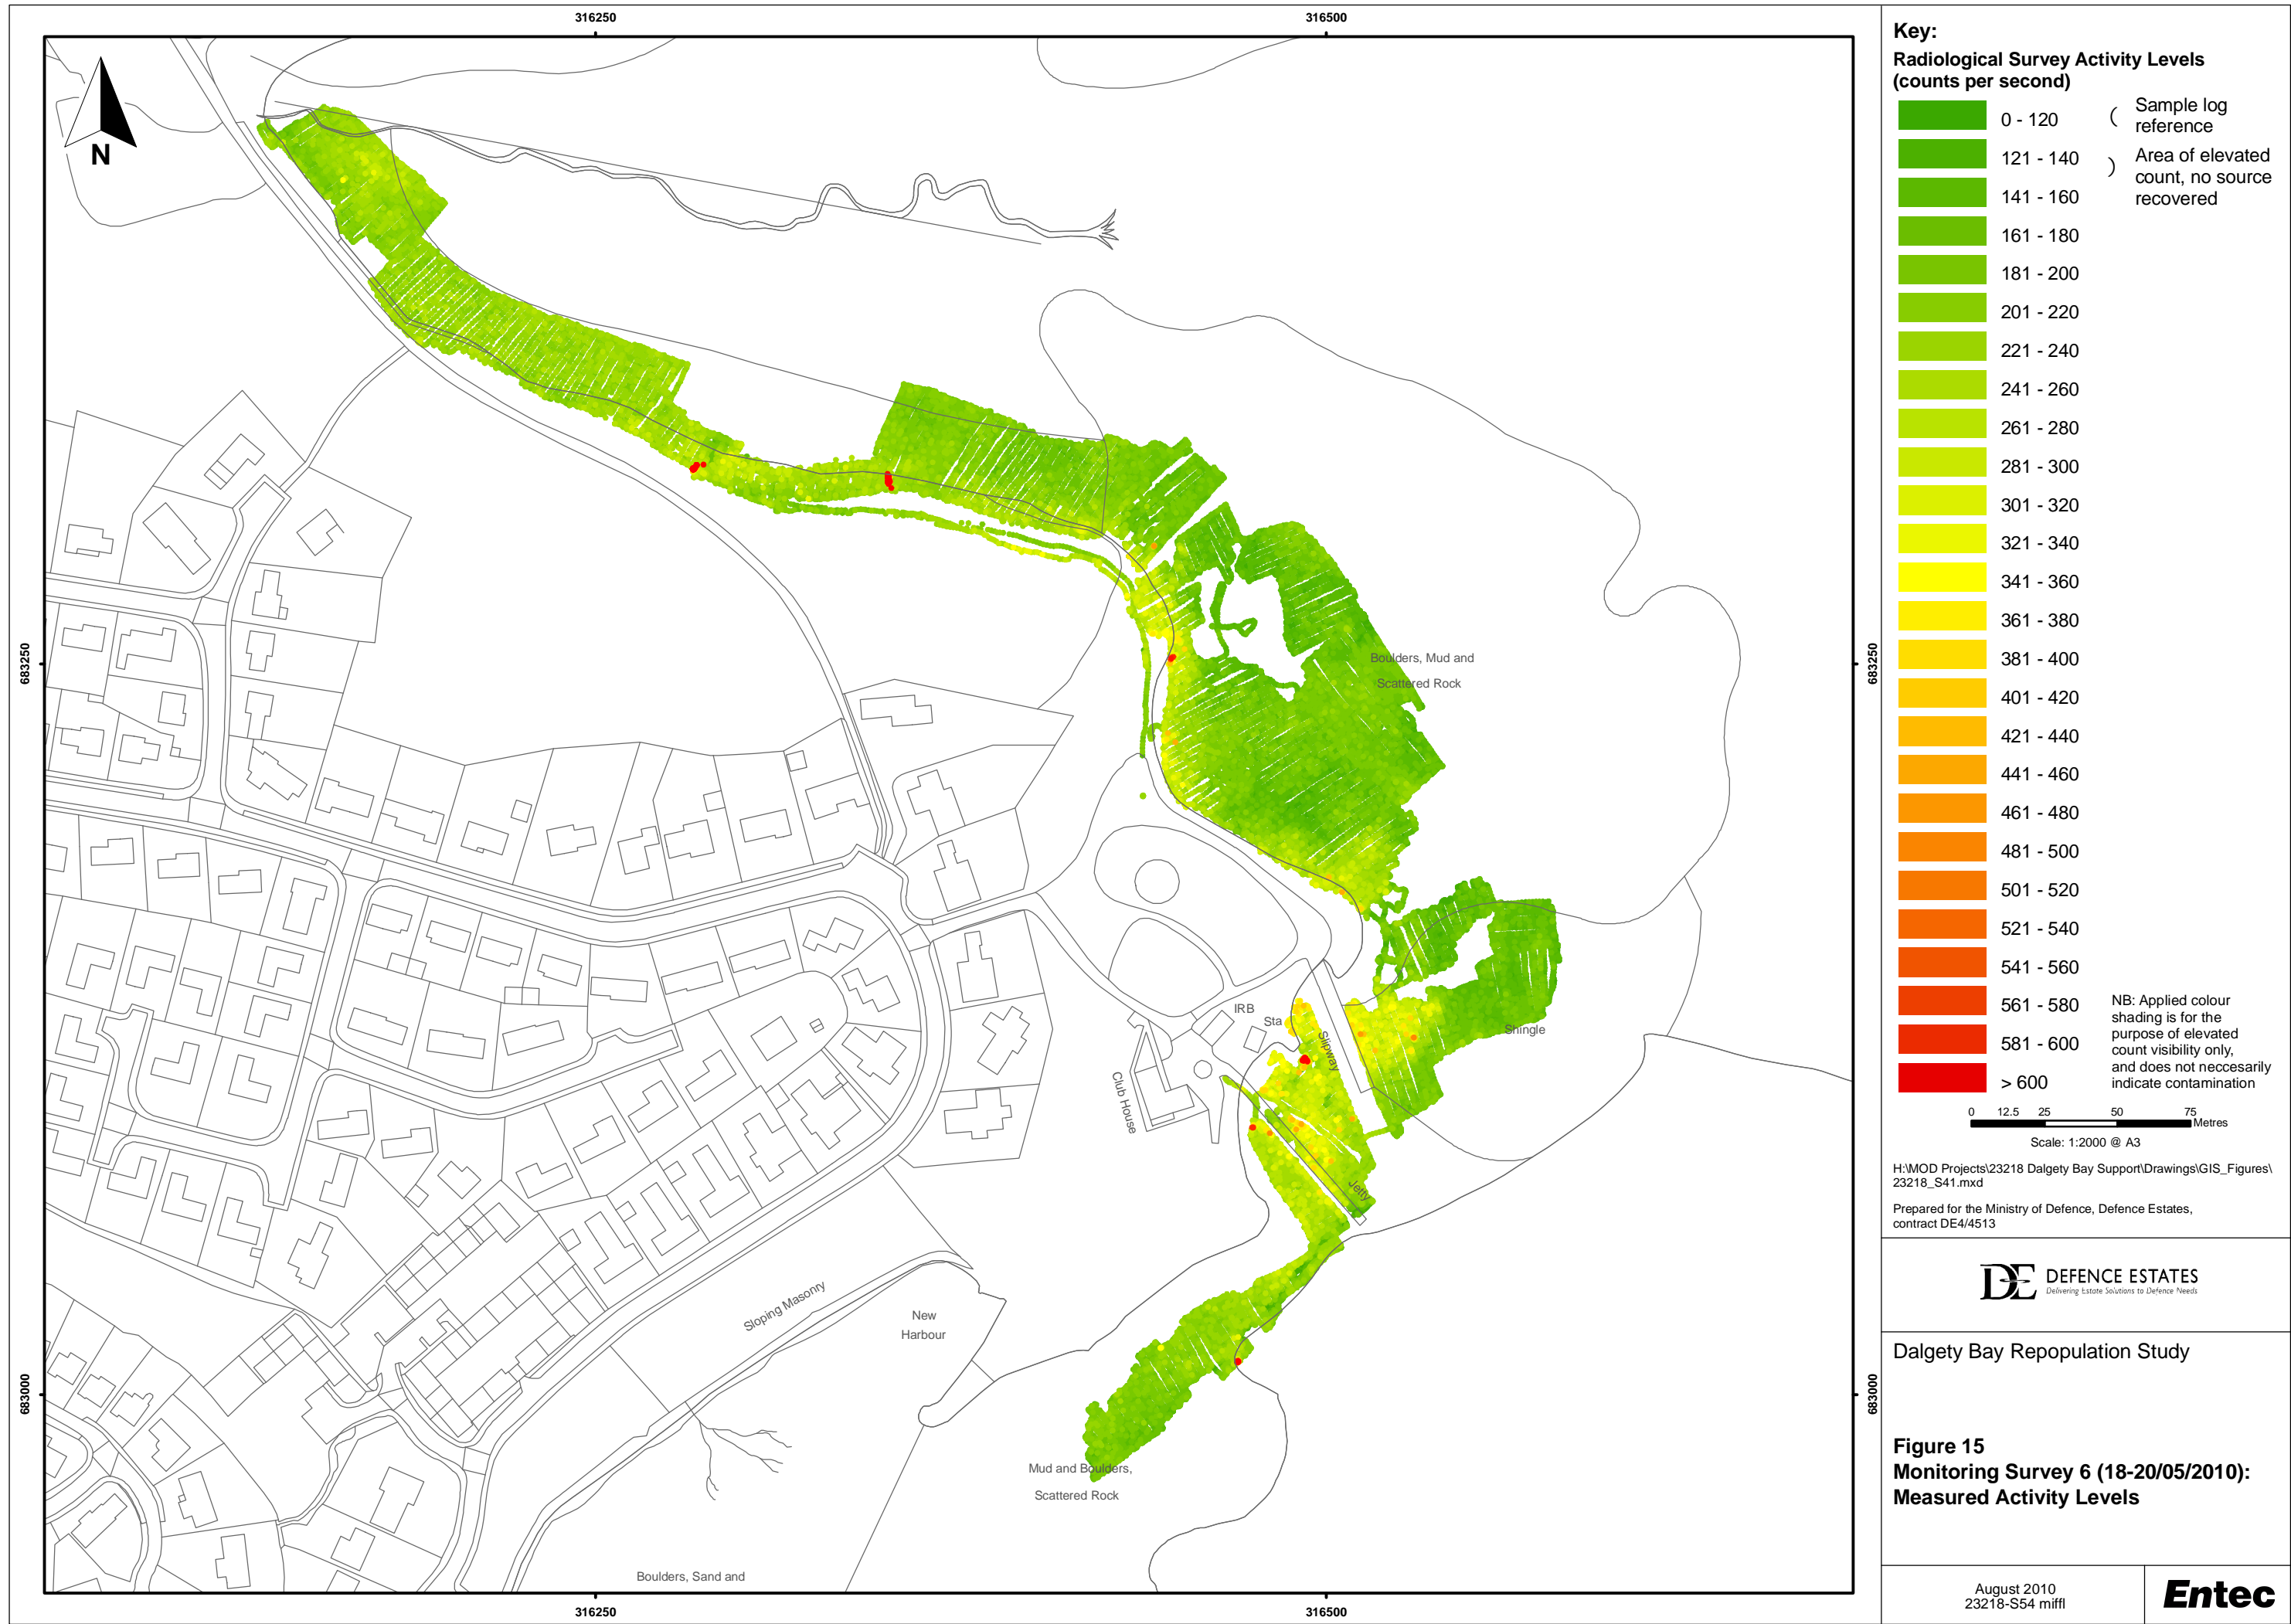 316250
316500
N
683250
683250
Boulders, Mud and
Scattered Rock
IRB
Sta
Slipway
Shingle
Club House
Jetty
Sloping Masonry
New
Harbour
683000
683000
Mud and Boulders,
Scattered Rock
Boulders, Sand and
316250
316500
Key:
Radiological Survey Activity Levels
(counts per second)
0 - 120
121 - 140
141 - 160
161 - 180
181 - 200
201 - 220
221 - 240
241 - 260
261 - 280
281 - 300
301 - 320
321 - 340
341 - 360
361 - 380
381 - 400
401 - 420
421 - 440
441 - 460
461 - 480
481 - 500
501 - 520
521 - 540
541 - 560
561 - 580
581 - 600
> 600
( Sample log
reference
) Area of elevated
count, no source
recovered
NB: Applied colour
shading is for the
purpose of elevated
count visibility only,
and does not neccesarily
indicate contamination
0 12.5 25 50 75
Metres
Scale: 1:2000 @ A3
H:\MOD Projects\23218 Dalgety Bay Support\Drawings\GIS_Figures\
23218_S41.mxd
Prepared for the Ministry of Defence, Defence Estates,
contract DE4/4513
DE DEFENCE ESTATES
Delivering Estate Solutions to Defence Needs
Dalgety Bay Repopulation Study
Figure 15
Monitoring Survey 6 (18-20/05/2010):
Measured Activity Levels
August 2010
23218-S54 miffl
Entec